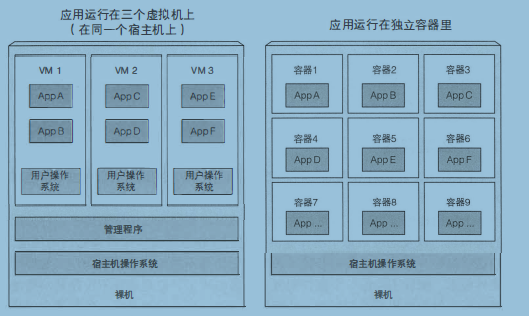 应用运行在三个虚拟机上
(在同一个宿主机上)
VM 1 VM 2 VM 3
App A App C App E
App B App D App F
用户操作系统 用户操作系统 用户操作系统
管理程序
宿主机操作系统
裸机
应用运行在独立容器里
容器1 容器2 容器3
App A App B App C
容器4 容器5 容器6
App D App E App F
容器7 容器8 容器9
App ... App ... App ...
宿主机操作系统
裸机